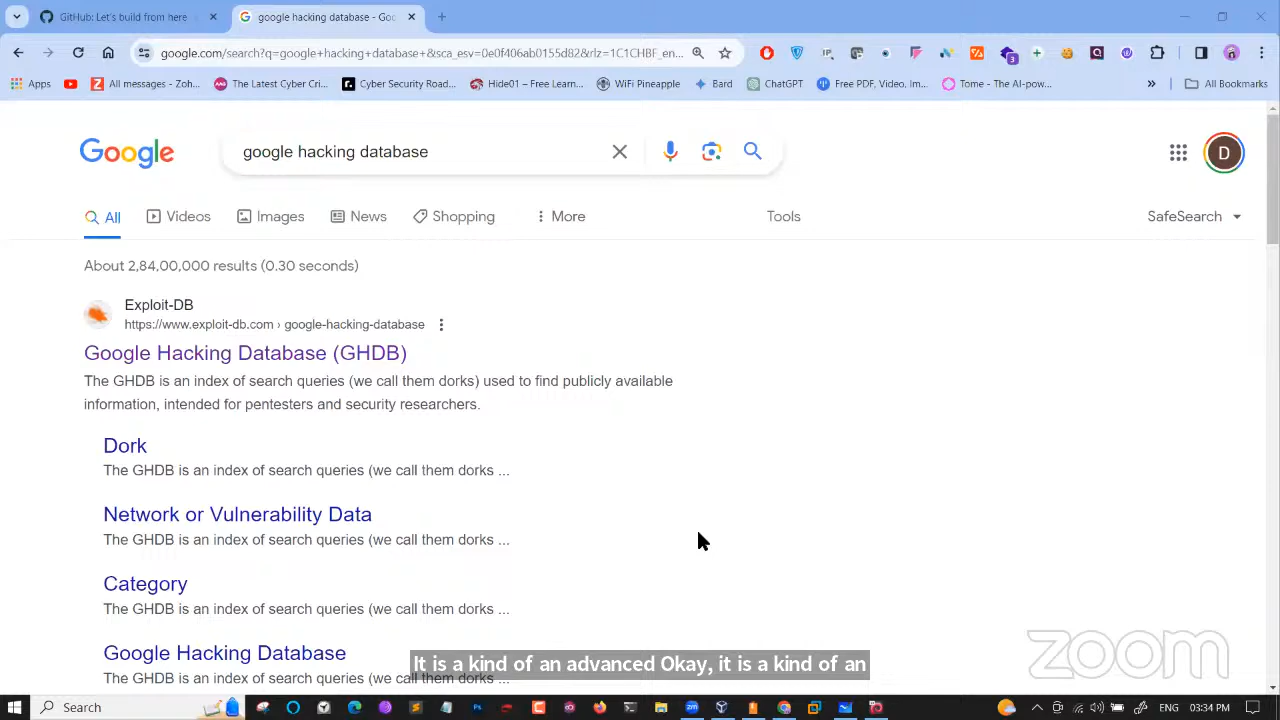 GitHub: Let's build from here
google hacking database - Goo
google.com/search?q=google+hacking+database+&sca_esv=0e0f406ab0155d82&rlz=1C1CHBF_en...
Apps
All messages - Zoh...
The Latest Cyber Cri...
Cyber Security Road...
Hide01 – Free Learn...
WiFi Pineapple
Bard
ChatGPT
Free PDF, Video, Im...
Tome - The AI-pow...
»
All Bookmarks
Google
google hacking database
D
All
Videos
Images
News
Shopping
More
Tools
SafeSearch
About 2,84,00,000 results (0.30 seconds)
Exploit-DB
https://www.exploit-db.com › google-hacking-database
Google Hacking Database (GHDB)
The GHDB is an index of search queries (we call them dorks) used to find publicly available
information, intended for pentesters and security researchers.
Dork
The GHDB is an index of search queries (we call them dorks ...
Network or Vulnerability Data
The GHDB is an index of search queries (we call them dorks ...
Category
The GHDB is an index of search queries (we call them dorks ...
Google Hacking Database
The GHDB is an index of search queries (we call them dorks ...
It is a kind of an advanced Okay, it is a kind of an
zoom
Search
ENG
03:34 PM